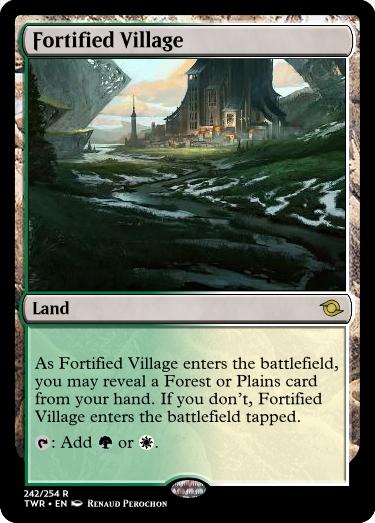 Fortified Village
Land
As Fortified Village enters the battlefield,
you may reveal a Forest or Plains card
from your hand. If you don't, Fortified
Village enters the battlefield tapped.
: Add or .
242/254 R
TWR • EN Renaud Perochon